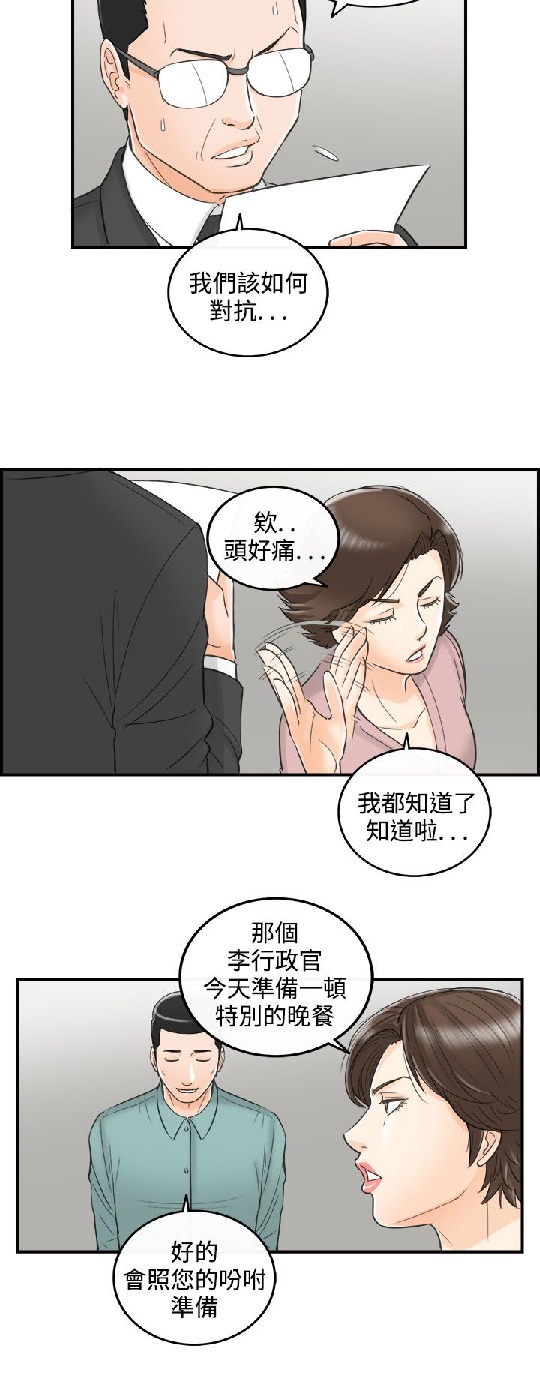 我們該如何
對抗...
欸..
頭好痛...
我都知道了
知道啦...
那個
李行政官
今天準備一頓
特別的晚餐
好的
會照您的吩咐
準備